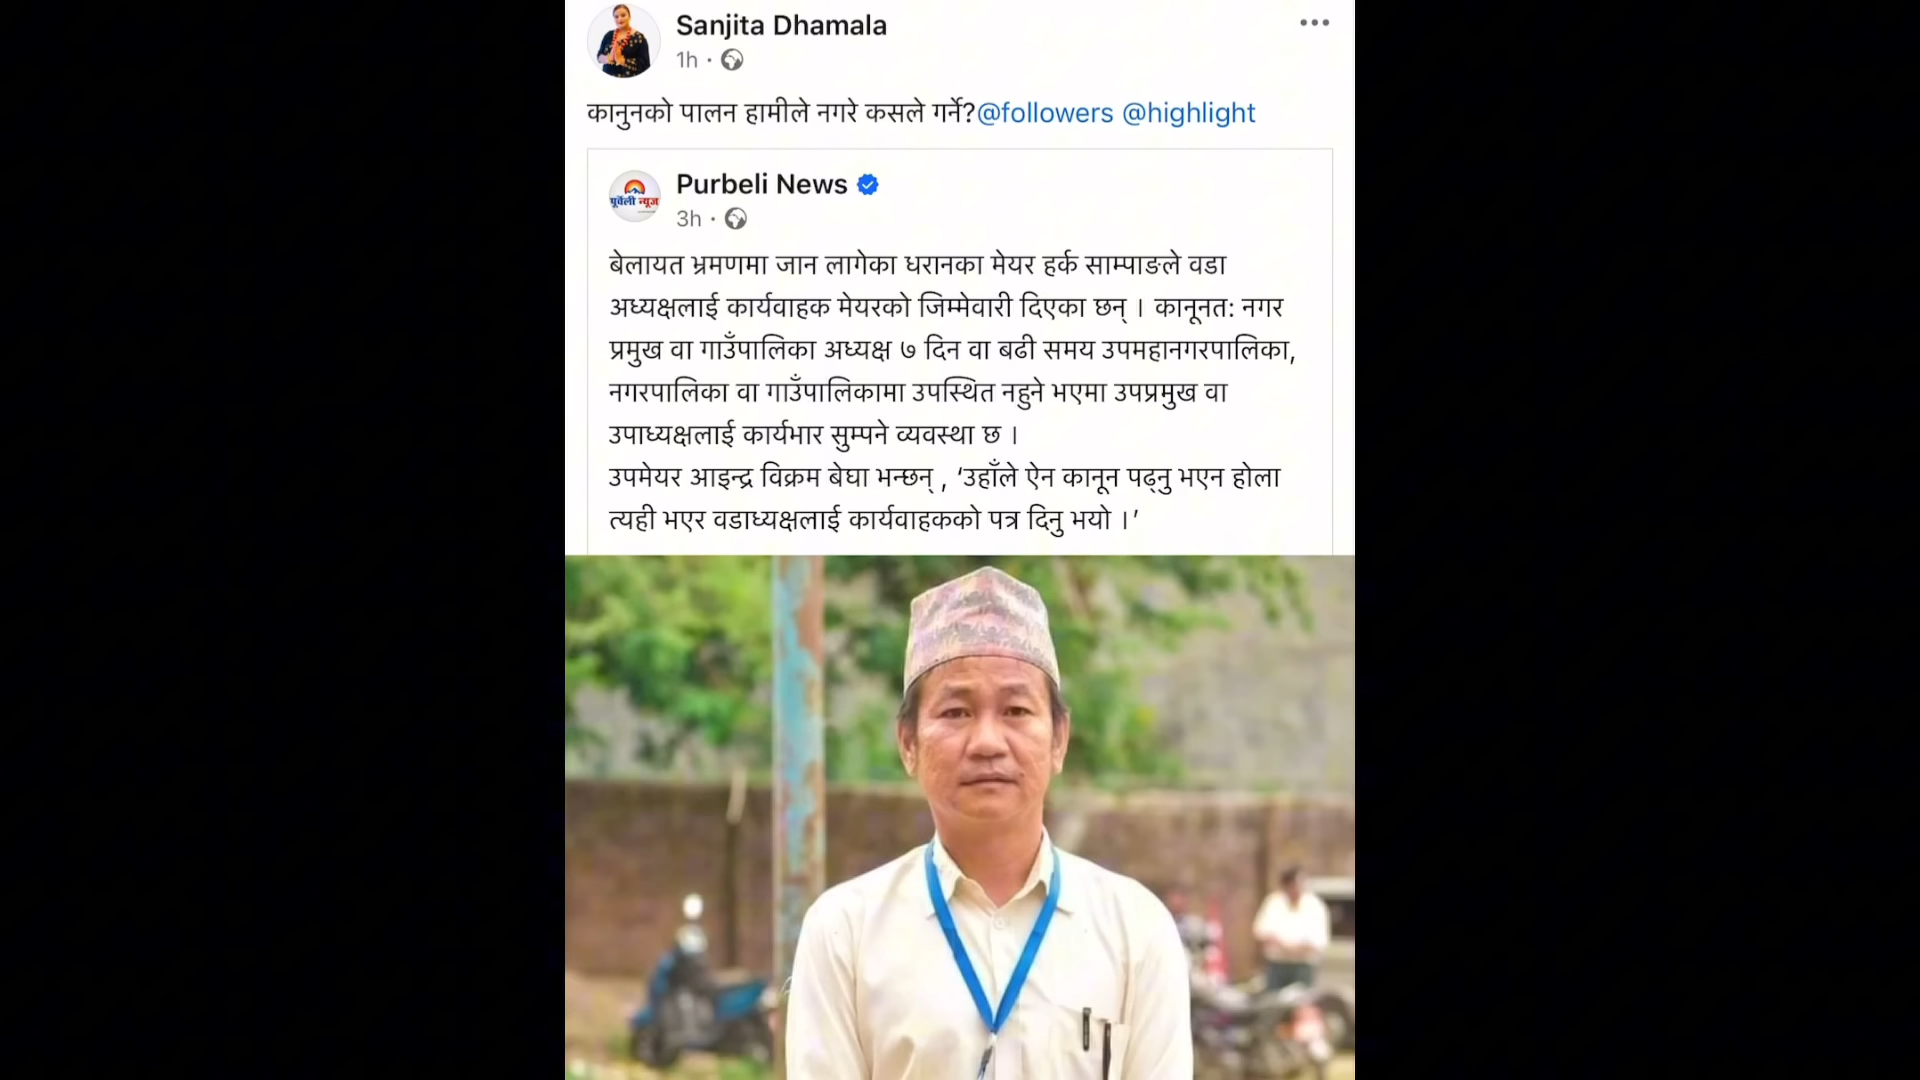 Sanjita Dhamala
1h ·
कानुनको पालन हामीले नगरे कसले गर्ने?@followers @highlight
पूर्वेली न्यूज
Purbeli News
3h ·
बेलायत भ्रमणमा जान लागेका धरानका मेयर हर्क साम्पाङले वडा
अध्यक्षलाई कार्यवाहक मेयरको जिम्मेवारी दिएका छन् । कानूनत: नगर
प्रमुख वा गाउँपालिका अध्यक्ष ७ दिन वा बढी समय उपमहानगरपालिका,
नगरपालिका वा गाउँपालिकामा उपस्थित नहुने भएमा उपप्रमुख वा
उपाध्यक्षलाई कार्यभार सुम्पने व्यवस्था छ ।
उपमेयर आइन्द्र विक्रम बेघा भन्छन् , ‘उहाँले ऐन कानून पढ्नु भएन होला
त्यही भएर वडाध्यक्षलाई कार्यवाहकको पत्र दिनु भयो ।’